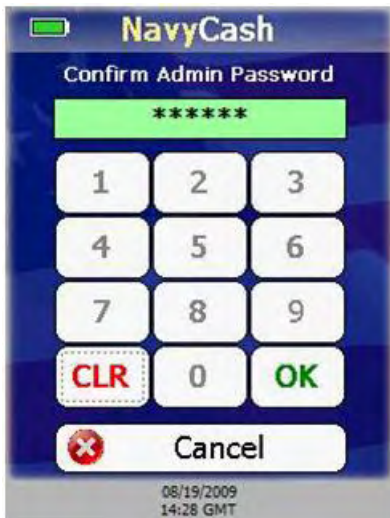 NavyCash
Confirm Admin Password
******
1 2 3
4 5 6
7 8 9
CLR 0 OK
Cancel
08/19/2009
14:28 GMT